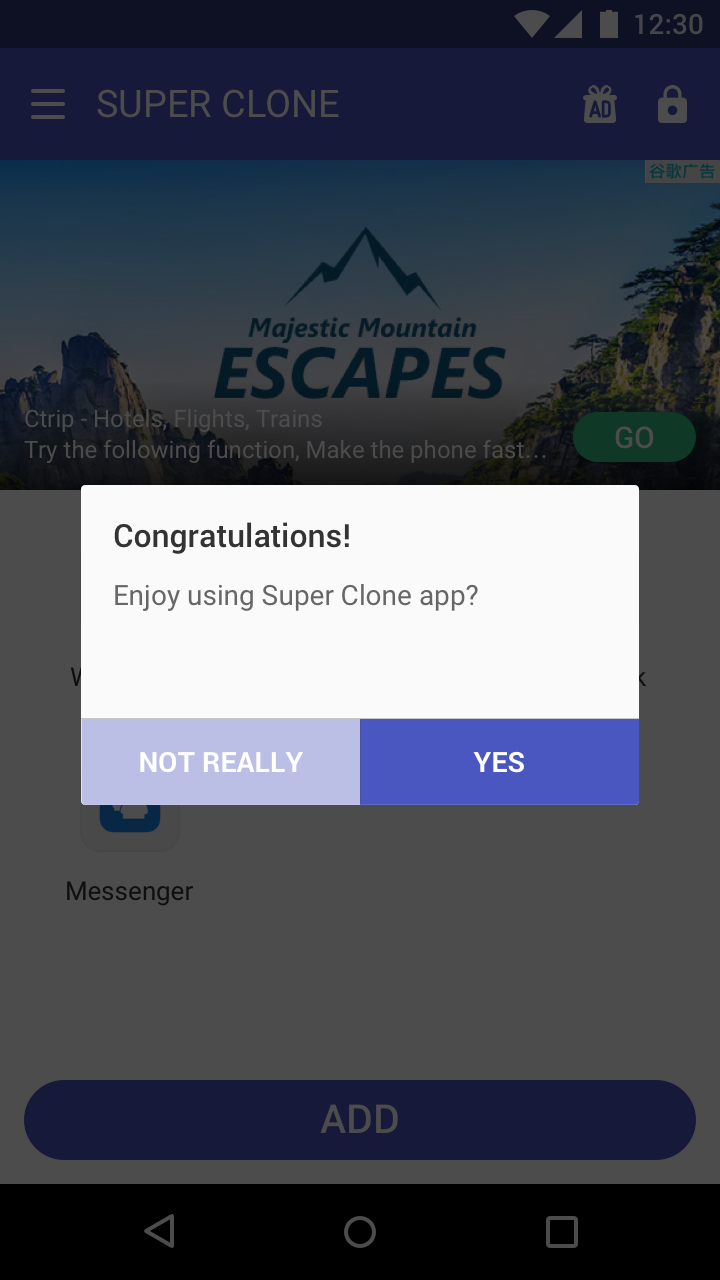 12:30
SUPER CLONE
AD
谷歌广告
Majestic Mountain
ESCAPES
Ctrip - Hotels, Flights, Trains
Try the following function, Make the phone fast…
GO
Congratulations!
Enjoy using Super Clone app?
NOT REALLY
YES
Messenger
ADD